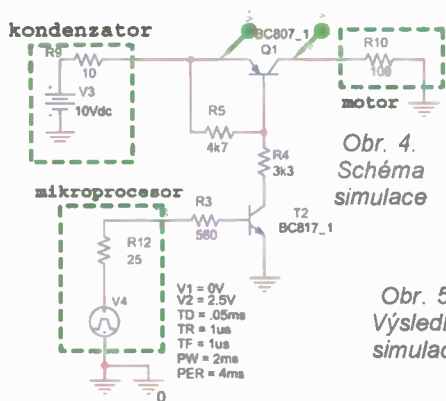 kondenzator
BC807_1
Q1
R9
10
V3
10Vdc
R10
100
motor
R5
4k7
R4
3k3
Obr. 4.
Schéma
simulace
mikroprocesor
R3
560
T2
BC817_1
R12
25
V4
V1 = 0V
V2 = 2.5V
TD = .05ms
TR = 1us
TF = 1us
PW = 2ms
PER = 4ms
0
Obr. 5
Výsledk
simulac